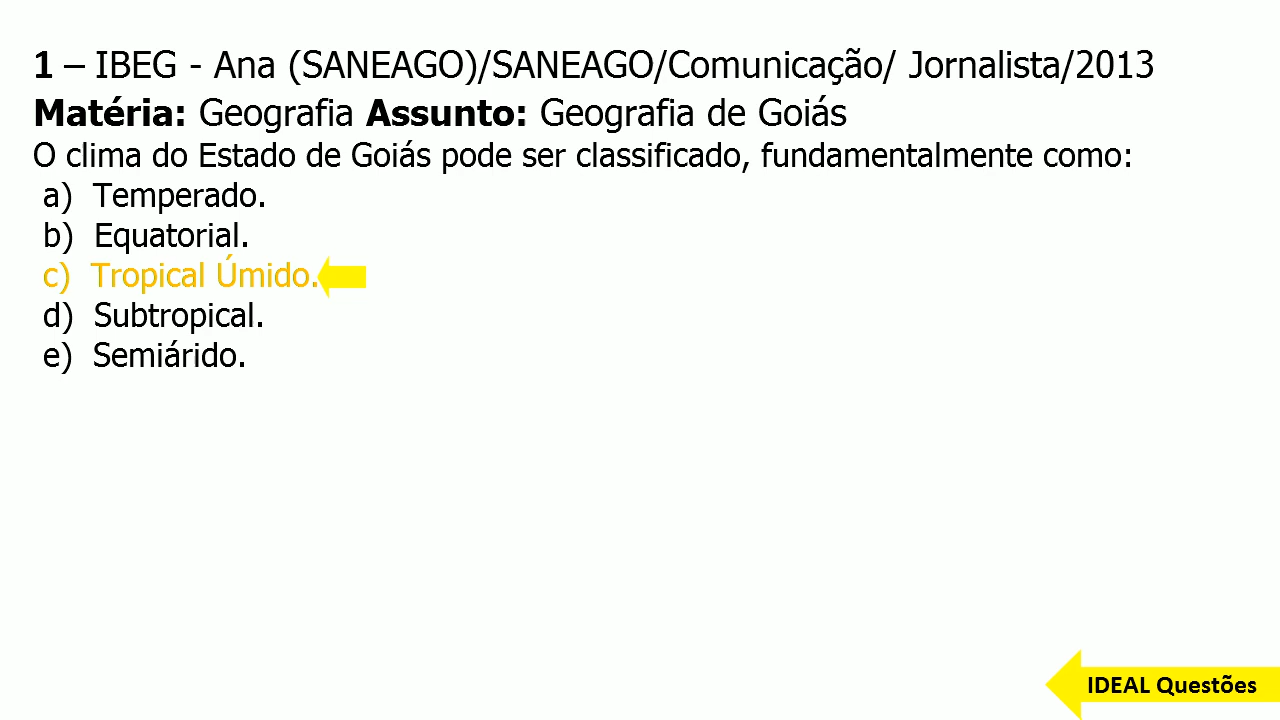 1 – IBEG - Ana (SANEAGO)/SANEAGO/Comunicação/ Jornalista/2013
Matéria: Geografia Assunto: Geografia de Goiás
O clima do Estado de Goiás pode ser classificado, fundamentalmente como:
a) Temperado.
b) Equatorial.
c) Tropical Úmido.
d) Subtropical.
e) Semiárido.
IDEAL Questões